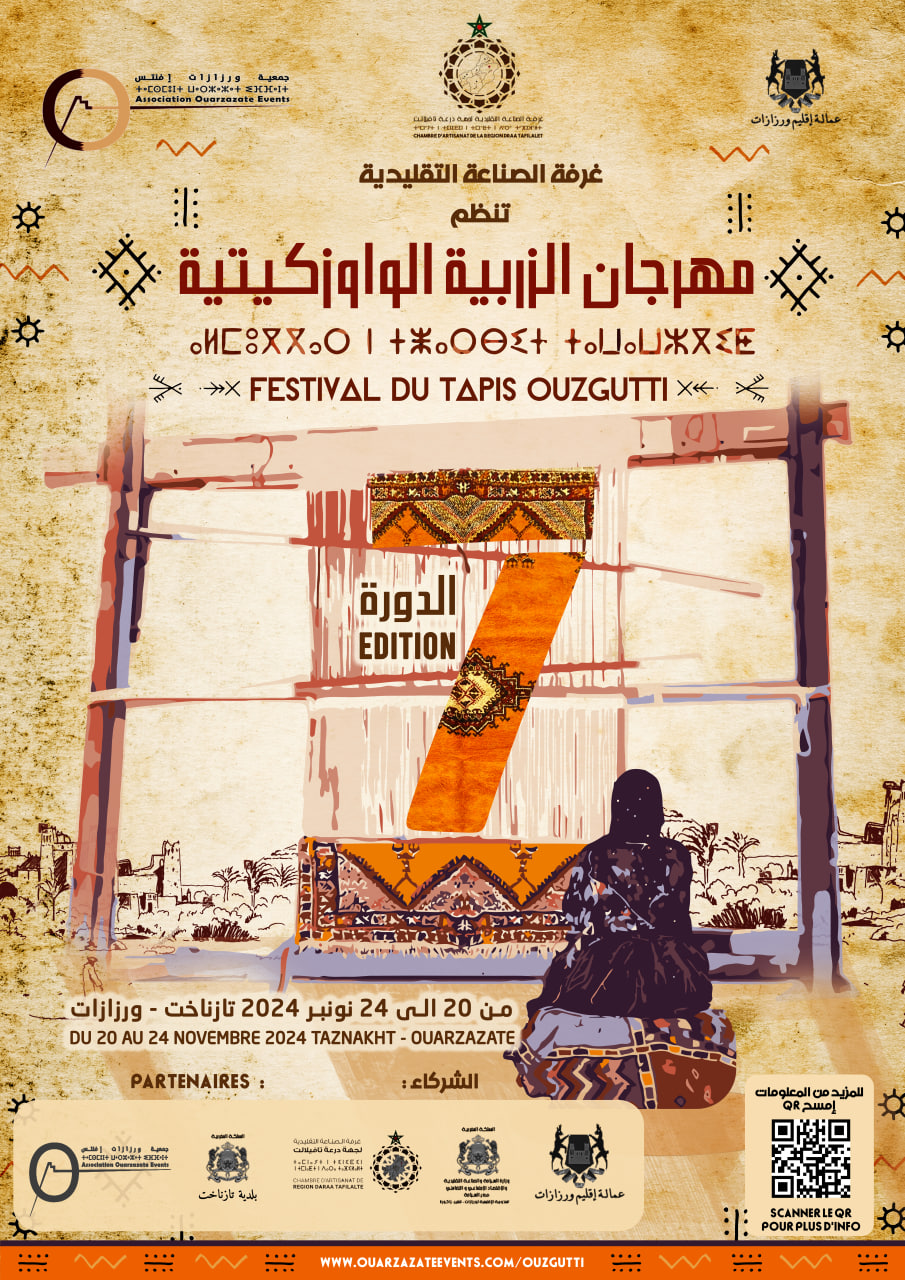 جمعية ورزازات إفنتس
Association Ouarzazate Events
غرفة الصناعة التقليدية لجهة درعة تافيلالت
CHAMBRE D'ARTISANAT DE LA REGION DRAA TAFILALET
عمالة إقليم ورزازات
غرفة الصناعة التقليدية
تنظم
مهرجان الزربية الواوزكيتية
ⴰⵍⵎⵓⴳⴳⴰⵔ ⵏ ⵜⵣⴰⵔⴱⵉⵜ ⵜⴰⵡⴰⵡⵣⴳⵉⵟ
FESTIVAL DU TAPIS OUZGUTTI
الدورة
EDITION
7
من 20 الى 24 نونبر 2024 تازناخت - ورزازات
DU 20 AU 24 NOVEMBRE 2024 TAZNAKHT - OUARZAZATE
PARTENAIRES : الشركاء :
جمعية ورزازات إفنتس
Association Ouarzazate Events
المملكة المغربية
بلدية تازناخت
غرفة الصناعة التقليدية
لجهة درعة تافيلالت
CHAMBRE D'ARTISANAT DE
REGION DARAA TAFILALTE
المملكة المغربية
عمالة إقليم ورزازات
للمزيد من المعلومات
إمسح QR
SCANNER LE QR
POUR PLUS D'INFO
WWW.OUARZAZATEEVENTS.COM/OUZGUTTI